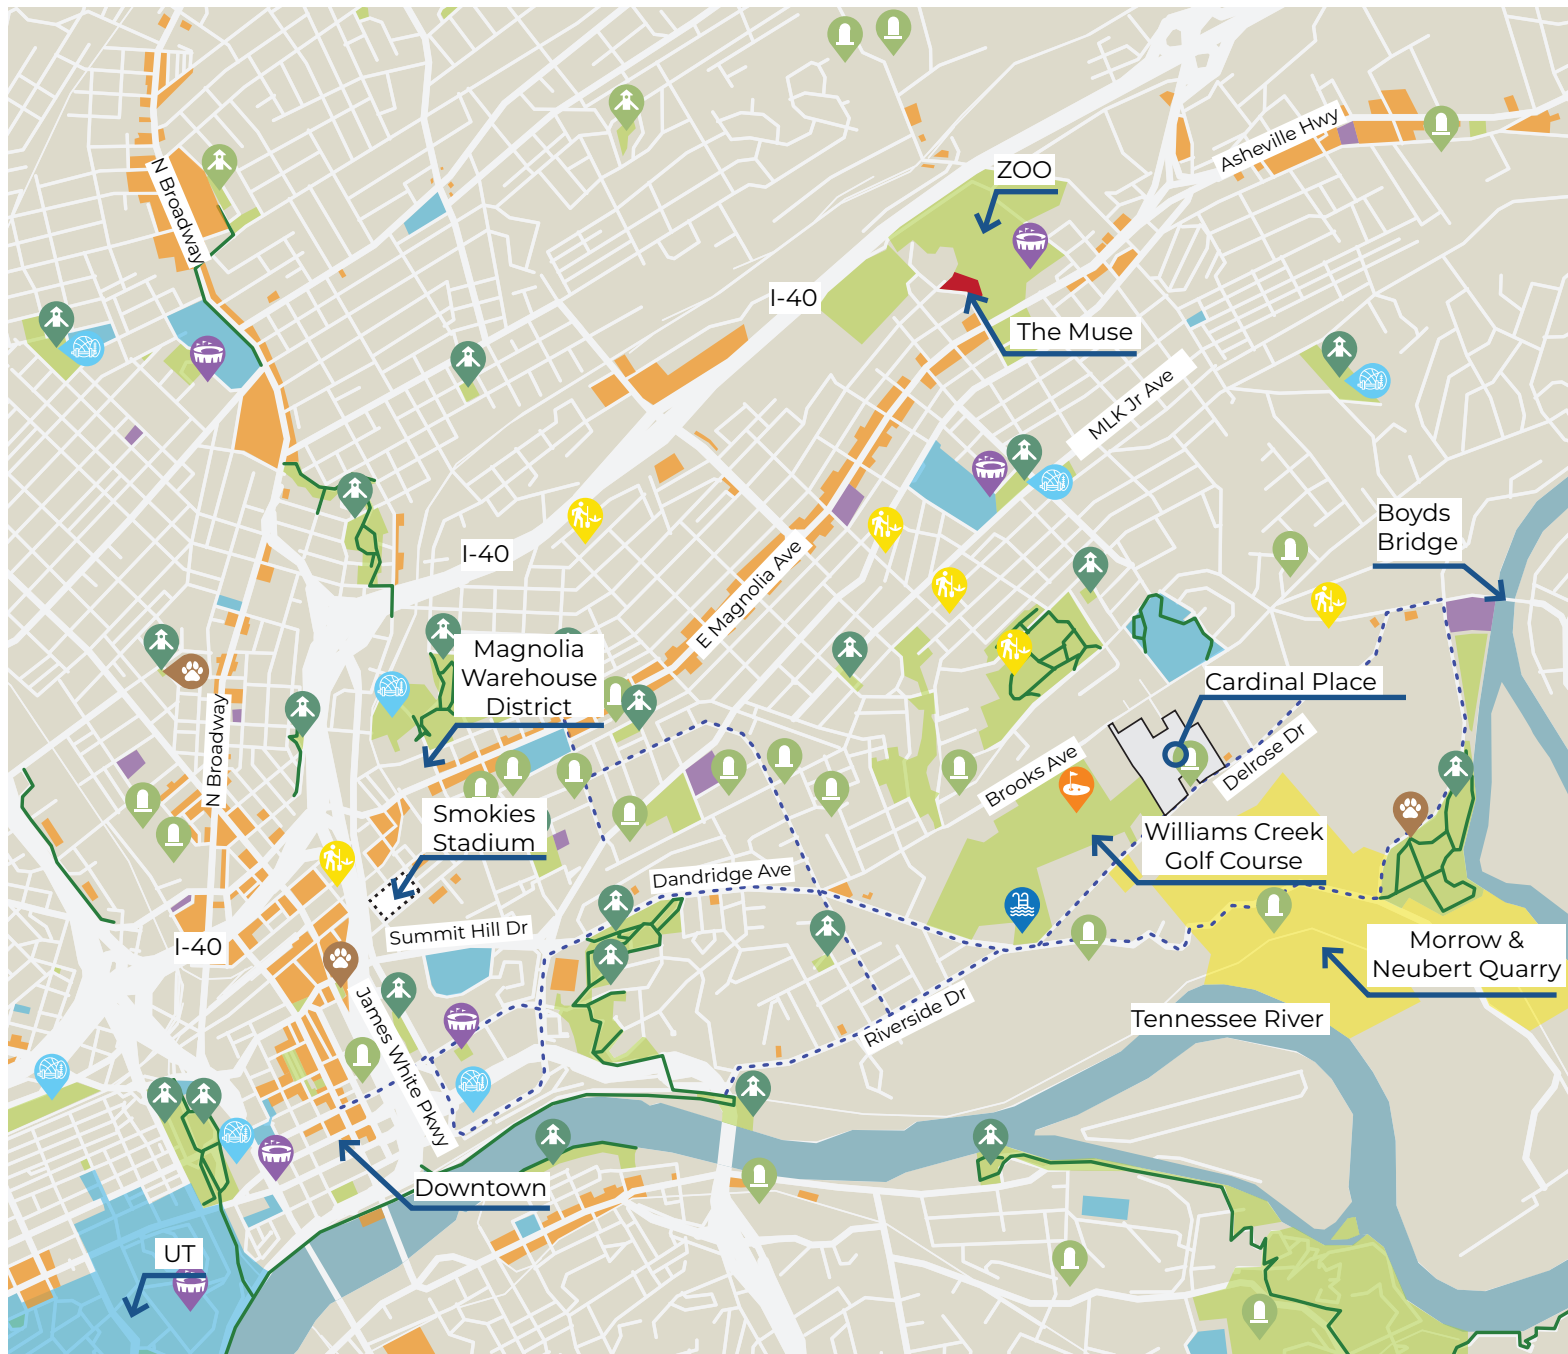 Asheville Hwy
ZOO
N Broadway
I-40
The Muse
MLK Jr Ave
Boyds
Bridge
I-40
E Magnolia Ave
Magnolia
Warehouse
District
Cardinal Place
N Broadway
Delrose Dr
Brooks Ave
Smokies
Stadium
Williams Creek
Golf Course
Dandridge Ave
Summit Hill Dr
I-40
Morrow &
Neubert Quarry
James White Pkwy
Riverside Dr
Tennessee River
Downtown
UT